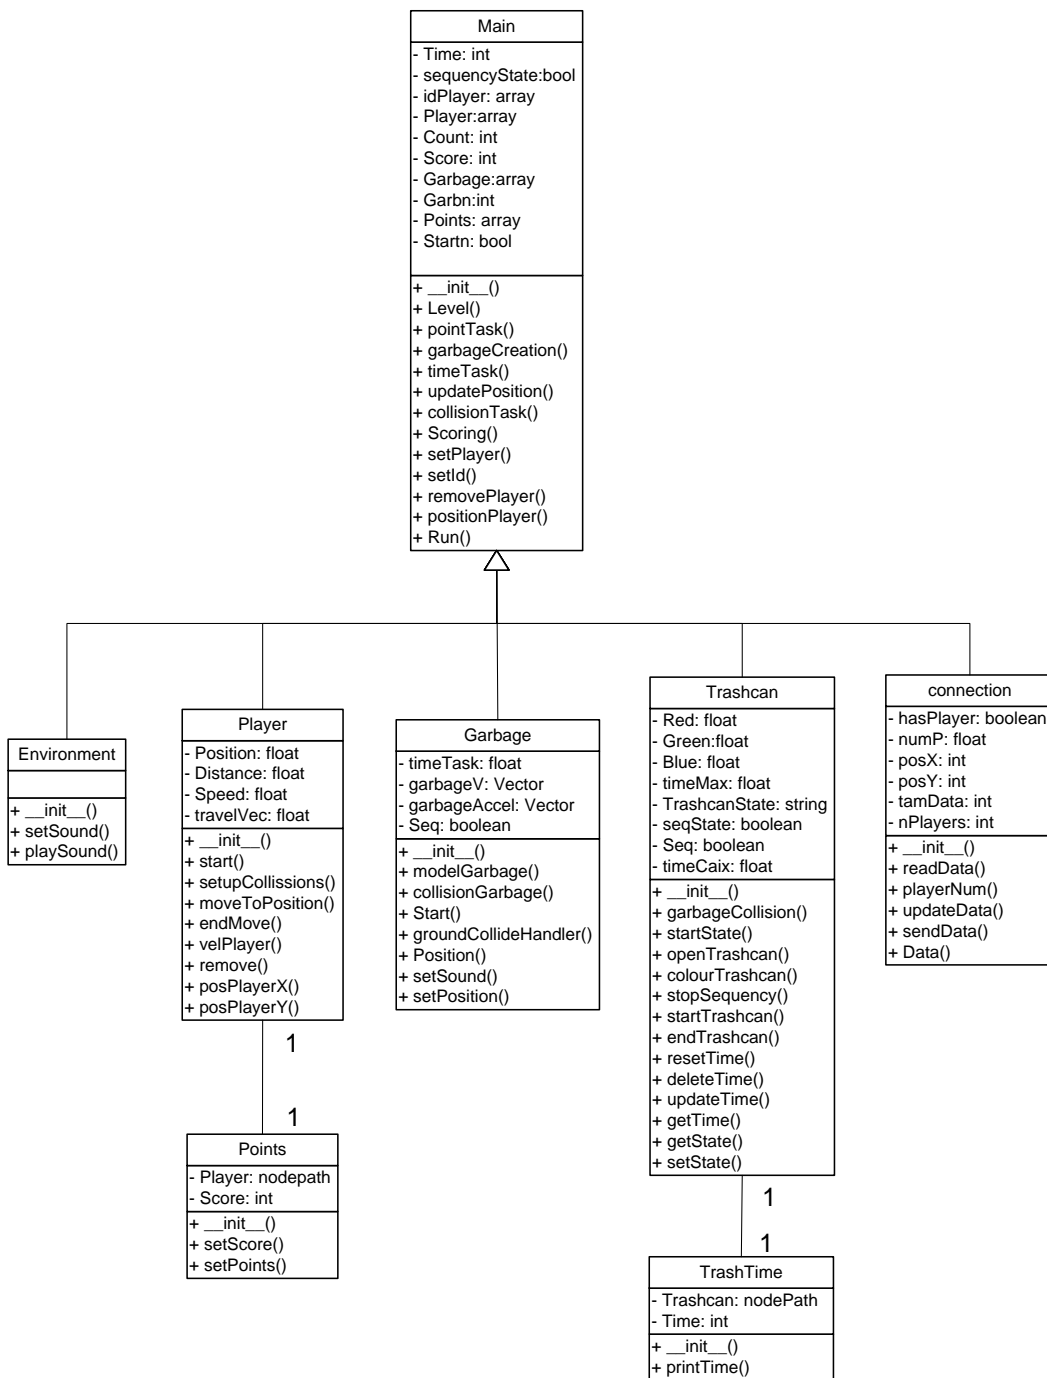 Main
- Time: int
- sequencyState:bool
- idPlayer: array
- Player:array
- Count: int
- Score: int
- Garbage:array
- Garbn:int
- Points: array
- Startn: bool
+ __init__()
+ Level()
+ pointTask()
+ garbageCreation()
+ timeTask()
+ updatePosition()
+ collisionTask()
+ Scoring()
+ setPlayer()
+ setId()
+ removePlayer()
+ positionPlayer()
+ Run()
Environment
+ __init__()
+ setSound()
+ playSound()
Player
- Position: float
- Distance: float
- Speed: float
- travelVec: float
+ __init__()
+ start()
+ setupCollissions()
+ moveToPosition()
+ endMove()
+ velPlayer()
+ remove()
+ posPlayerX()
+ posPlayerY()
1
1
Points
- Player: nodepath
- Score: int
+ __init__()
+ setScore()
+ setPoints()
Garbage
- timeTask: float
- garbageV: Vector
- garbageAccel: Vector
- Seq: boolean
+ __init__()
+ modelGarbage()
+ collisionGarbage()
+ Start()
+ groundCollideHandler()
+ Position()
+ setSound()
+ setPosition()
Trashcan
- Red: float
- Green:float
- Blue: float
- timeMax: float
- TrashcanState: string
- seqState: boolean
- Seq: boolean
- timeCaix: float
+ __init__()
+ garbageCollision()
+ startState()
+ openTrashcan()
+ colourTrashcan()
+ stopSequency()
+ startTrashcan()
+ endTrashcan()
+ resetTime()
+ deleteTime()
+ updateTime()
+ getTime()
+ getState()
+ setState()
1
1
TrashTime
- Trashcan: nodePath
- Time: int
+ __init__()
+ printTime()
connection
- hasPlayer: boolean
- numP: float
- posX: int
- posY: int
- tamData: int
- nPlayers: int
+ __init__()
+ readData()
+ playerNum()
+ updateData()
+ sendData()
+ Data()